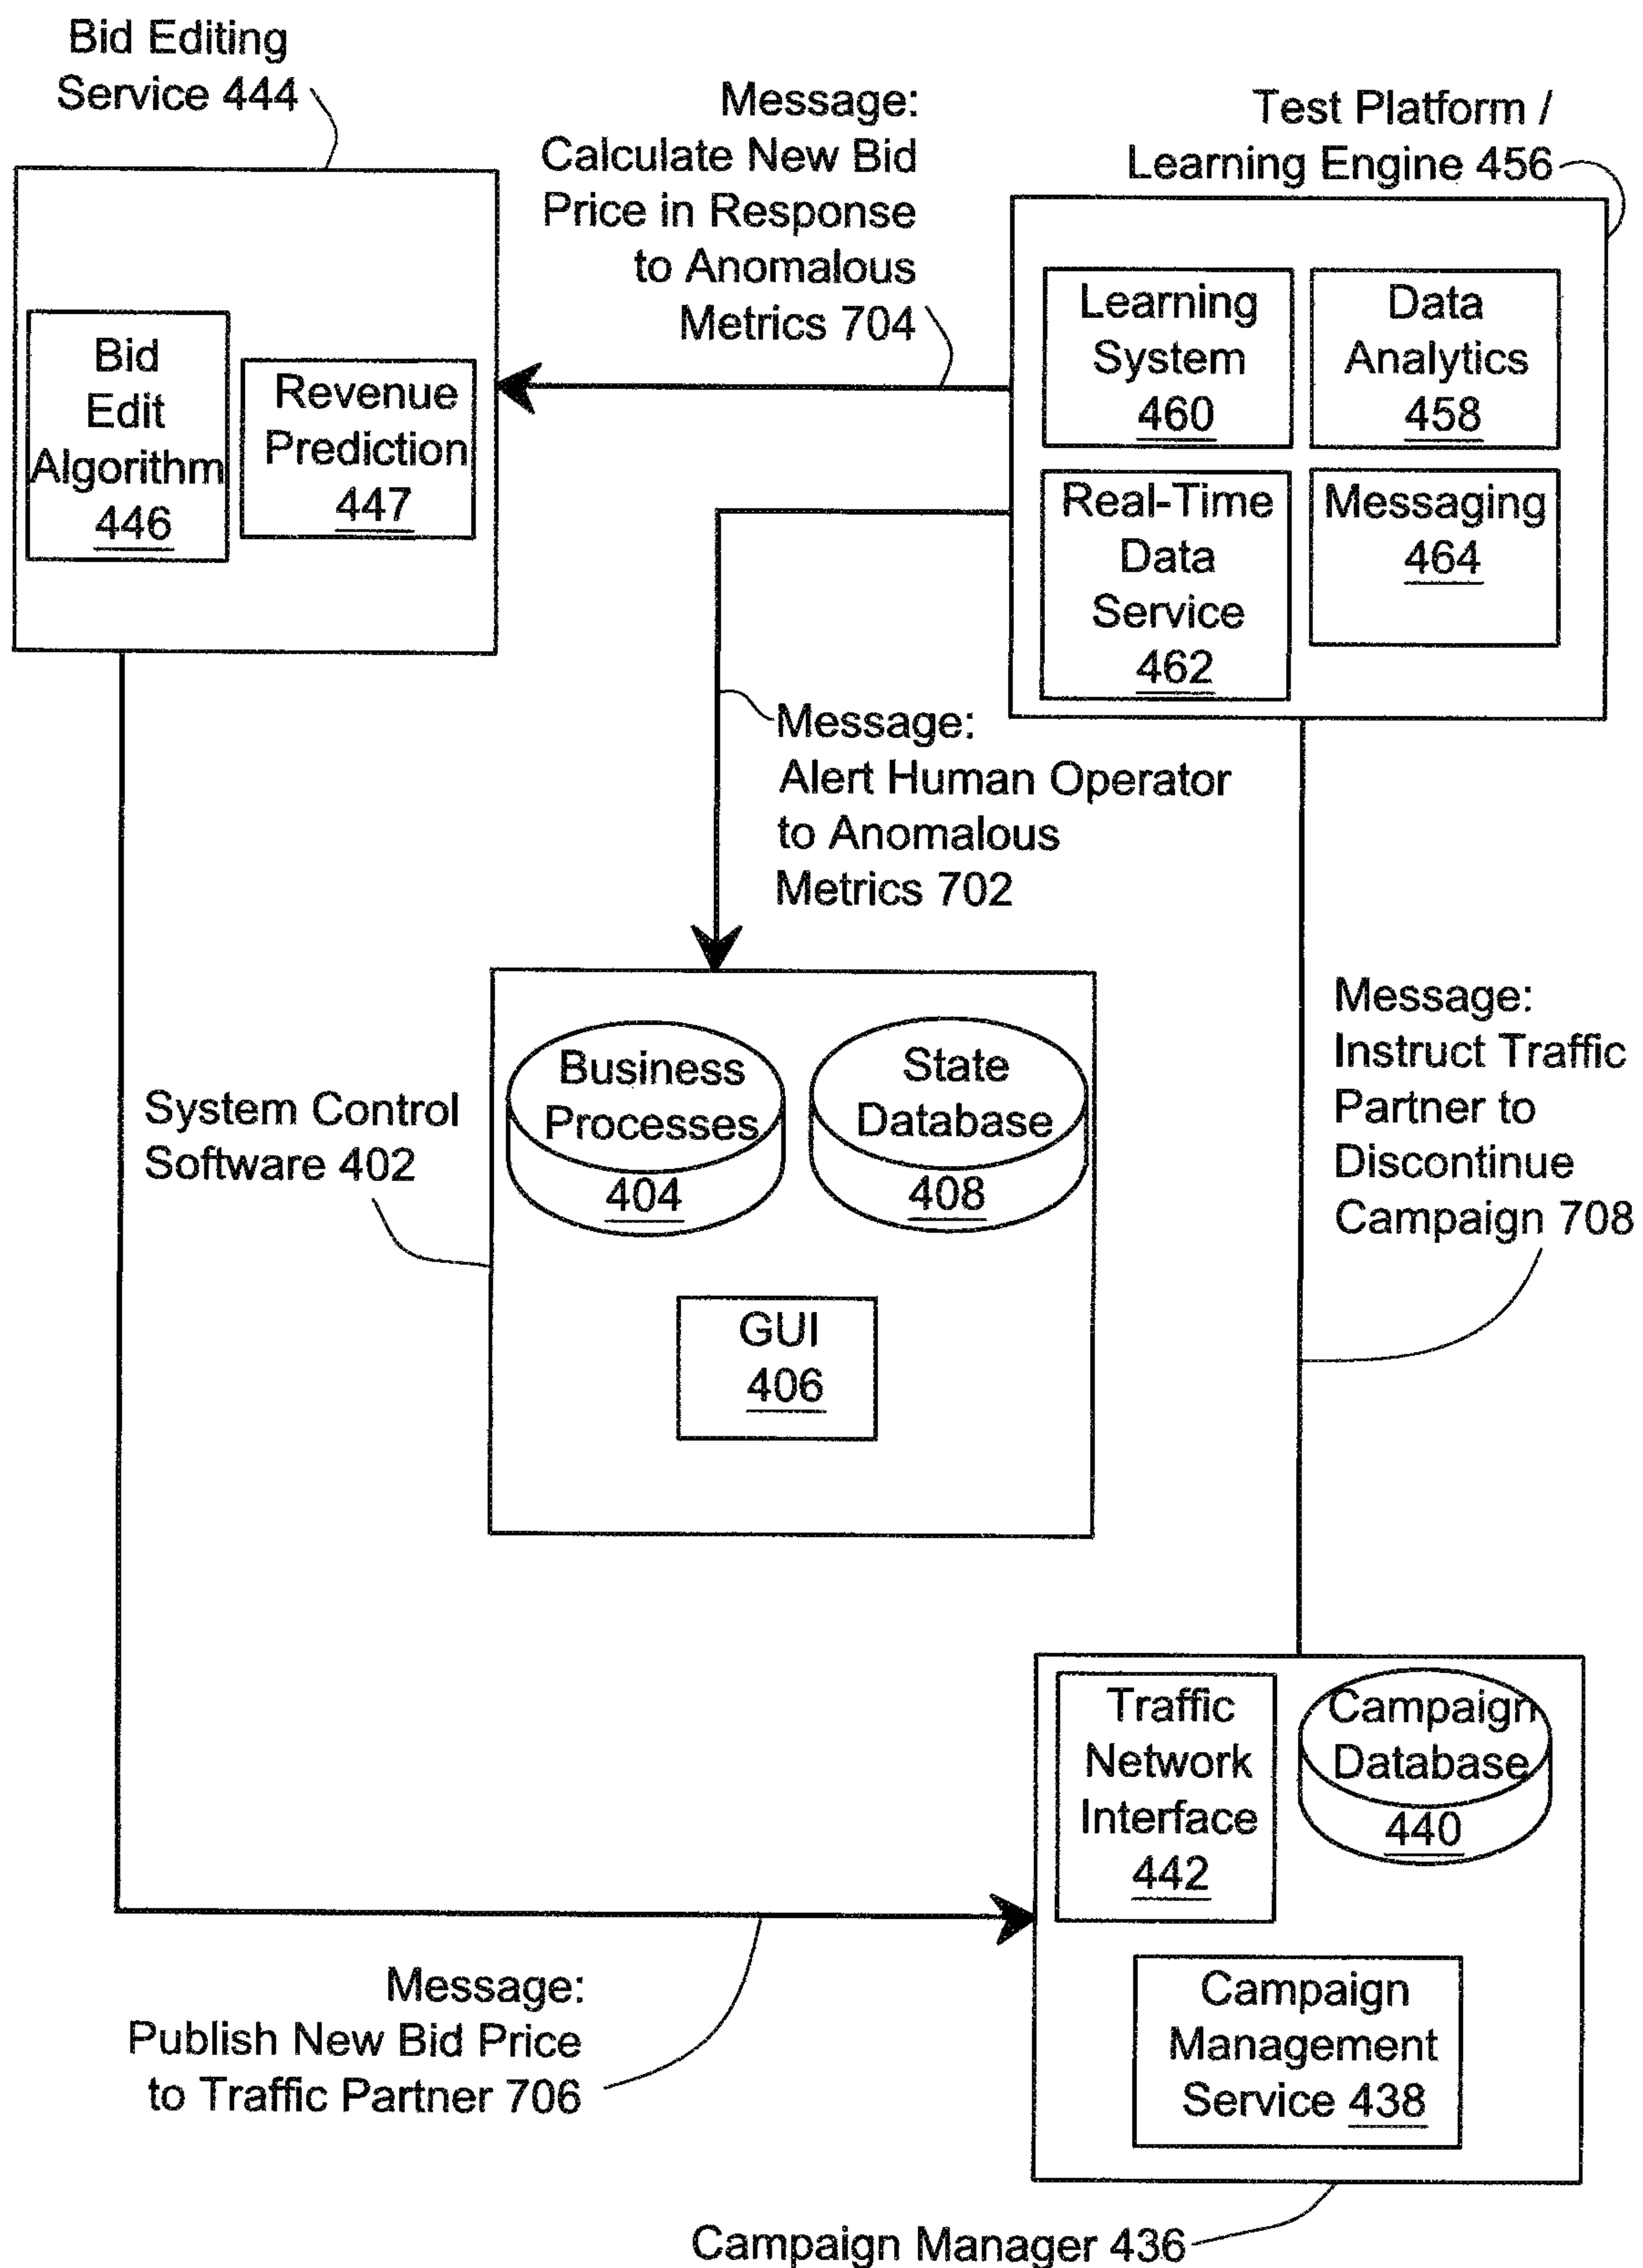 Bid Editing
Service 444
Message:
Calculate New Bid
Price in Response
to Anomalous
Metrics 704
Test Platform /
Learning Engine 456
Bid
Edit
Algorithm
446
Revenue
Prediction
447
Learning
System
460
Data
Analytics
458
Real-Time
Data
Service
462
Messaging
464
Message:
Alert Human Operator
to Anomalous
Metrics 702
System Control
Software 402
Business
Processes
404
State
Database
408
GUI
406
Message:
Instruct Traffic
Partner to
Discontinue
Campaign 708
Traffic
Network
Interface
442
Campaign
Database
440
Campaign
Management
Service 438
Message:
Publish New Bid Price
to Traffic Partner 706
Campaign Manager 436